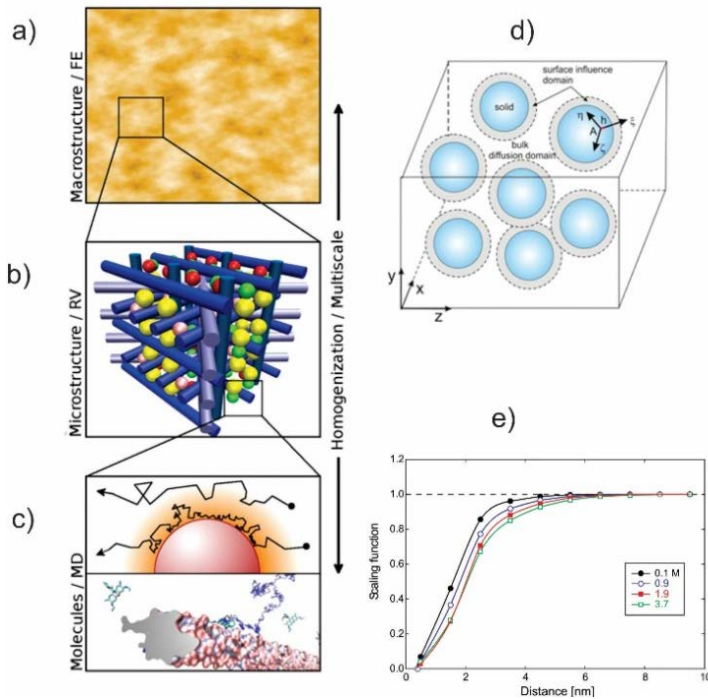 a)
Macrostructure / FE
b)
Microstructure / RV
Homogenization / Multiscale
c)
Molecules / MD
d)
surface influence
domain
solid
η
h
ξ
A
ζ
bulk
diffusion domain
y
x
z
e)
Scaling function
1.2
1.0
0.8
0.6
0.4
0.2
0.0
0.1 M
0.9
1.9
3.7
0 2 4 6 8 10
Distance [nm]